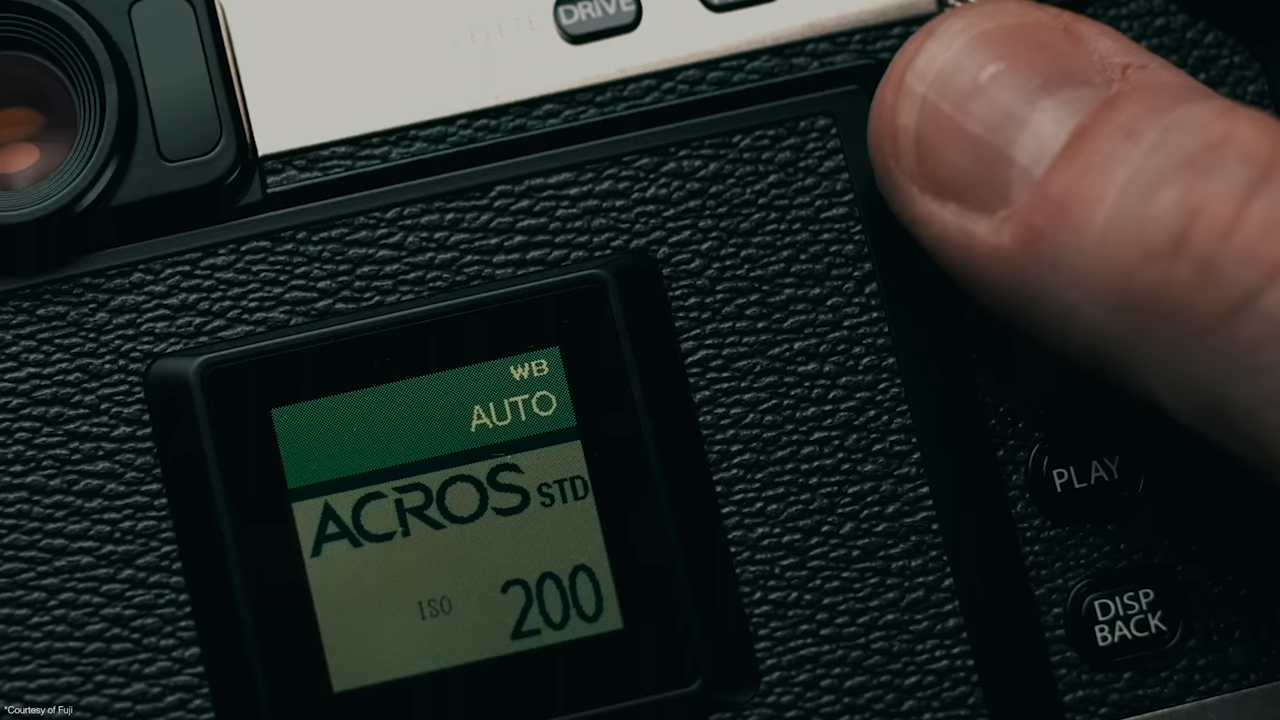 DRIVE
WB
AUTO
ACROS STD
ISO 200
PLAY
DISP
BACK
*Courtesy of Fuji